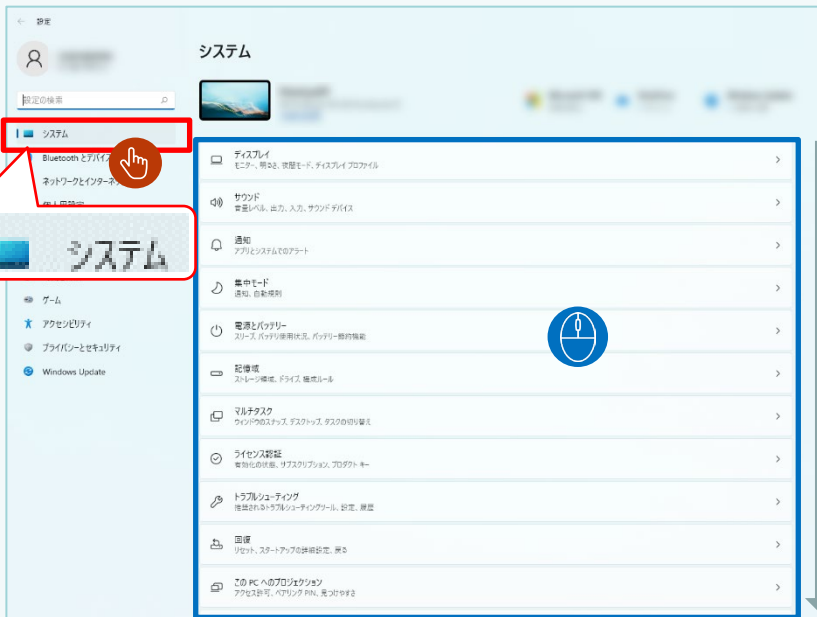 設定
システム
設定の検索
システム
Bluetooth とデバイス
ネットワークとインターネット
個人用設定
システム
ゲーム
アクセシビリティ
プライバシーとセキュリティ
Windows Update
ディスプレイ
モニター、明るさ、夜間モード、ディスプレイ プロファイル
サウンド
音量レベル、出力、入力、サウンド デバイス
通知
アプリとシステムでのアラート
集中モード
通知、自動規則
電源とバッテリー
スリープ、バッテリ使用状況、バッテリー節約機能
記憶域
ストレージ領域、ドライブ、構成ルール
マルチタスク
ウィンドウのスナップ、デスクトップ、タスクの切り替え
ライセンス認証
有効化の状態、サブスクリプション、プロダクト キー
トラブルシューティング
推奨されるトラブルシューティングツール、設定、履歴
回復
リセット、スタートアップの詳細設定、戻る
この PC へのプロジェクション
アクセス許可、ペアリング PIN、見つけやすさ